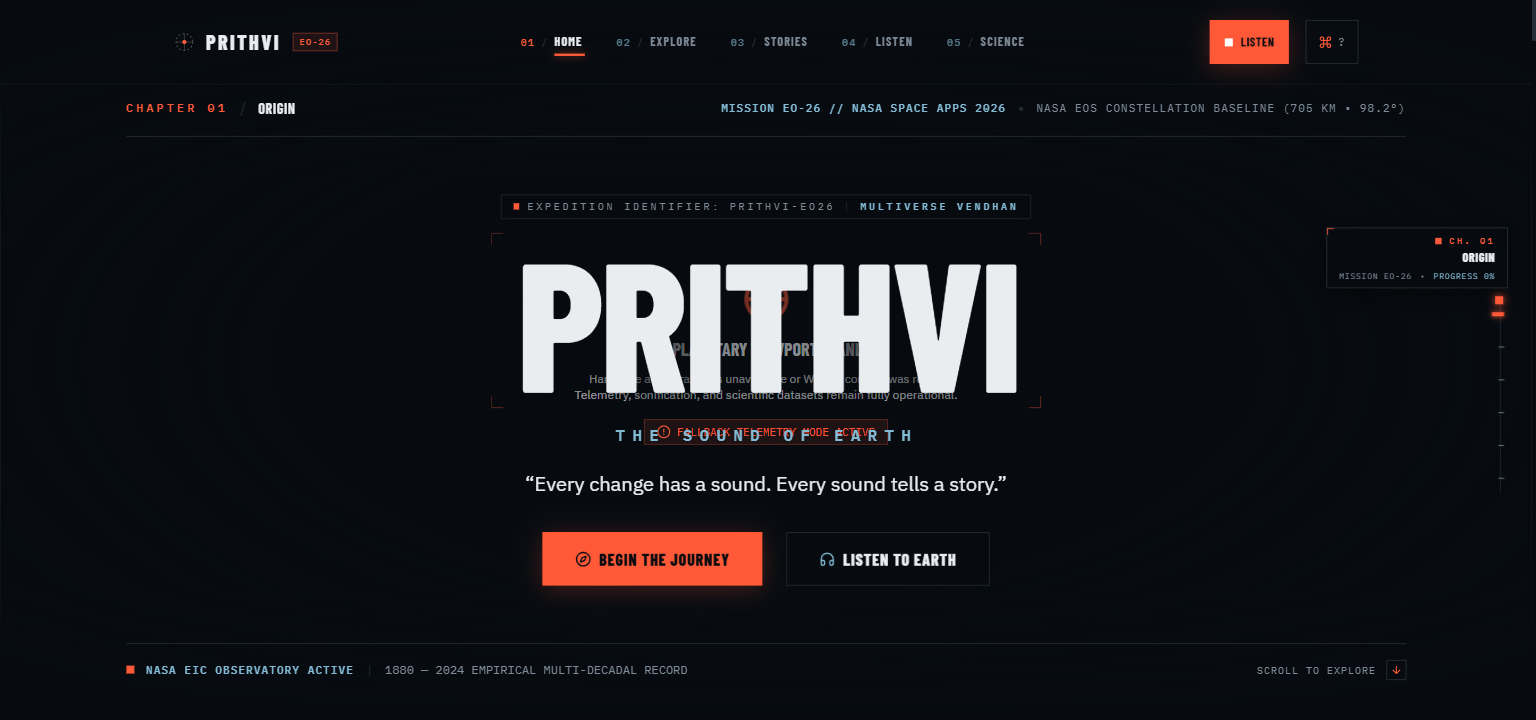 PRITHVI EO-26 01 / HOME 02 / EXPLORE 03 / STORIES 04 / LISTEN 05 / SCIENCE LISTEN ⌘ ?
CHAPTER 01 / ORIGIN MISSION EO-26 // NASA SPACE APPS 2026 • NASA EOS CONSTELLATION BASELINE (705 KM • 98.2°)
EXPEDITION IDENTIFIER: PRITHVI-EO26 | MULTIVERSE VENDHAN
CH. 01
ORIGIN
MISSION EO-26 • PROGRESS 0%
PRITHVI
Telemetry, sonification, and scientific datasets remain fully operational.
FALLBACK TELEMETRY MODE ACTIVE
THE SOUND OF EARTH
“Every change has a sound. Every sound tells a story.”
BEGIN THE JOURNEY LISTEN TO EARTH
NASA EIC OBSERVATORY ACTIVE | 1880 — 2024 EMPIRICAL MULTI-DECADAL RECORD SCROLL TO EXPLORE